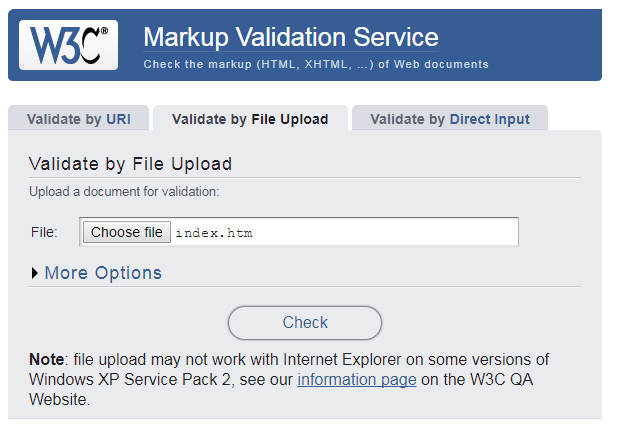 W3C®
Markup Validation Service
Check the markup (HTML, XHTML, ...) of Web documents
Validate by URI
Validate by File Upload
Validate by Direct Input
Validate by File Upload
Upload a document for validation:
File: Choose file index.htm
More Options
Check
Note: file upload may not work with Internet Explorer on some versions of
Windows XP Service Pack 2, see our information page on the W3C QA
Website.